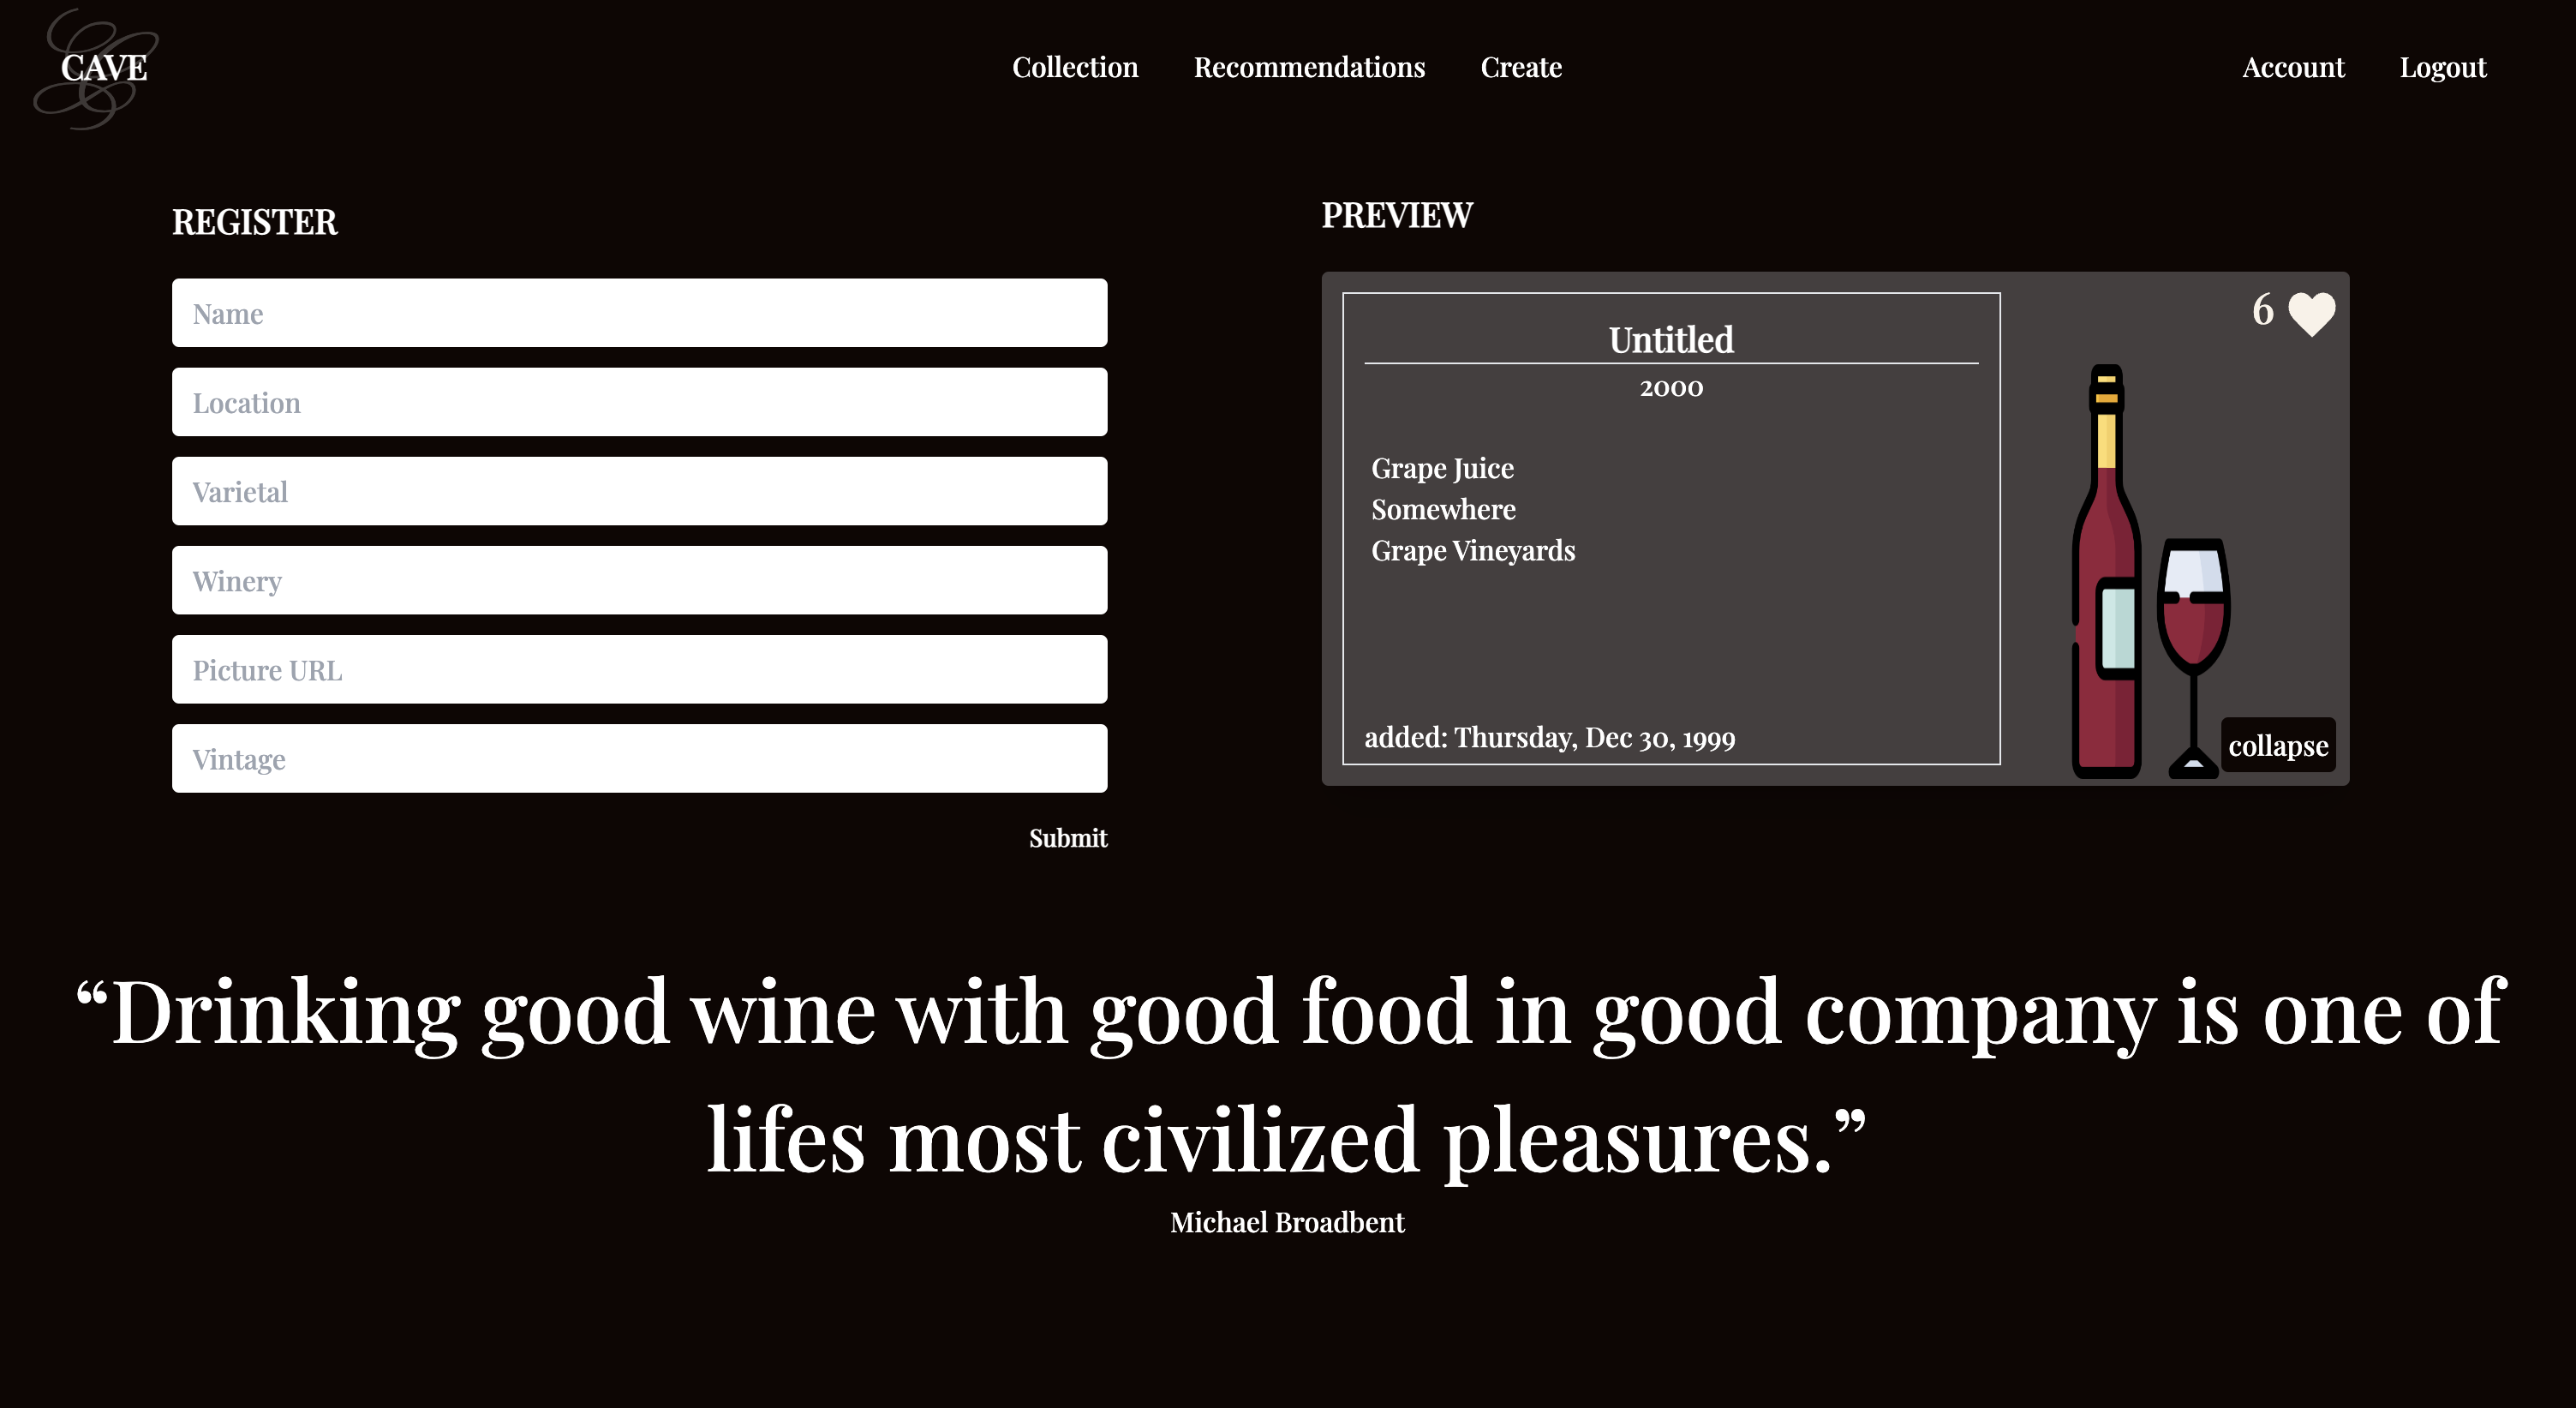 CAVE
Collection Recommendations Create
Account Logout
REGISTER
Name
Location
Varietal
Winery
Picture URL
Vintage
Submit
PREVIEW
6
Untitled
2000
Grape Juice
Somewhere
Grape Vineyards
added: Thursday, Dec 30, 1999
collapse
“Drinking good wine with good food in good company is one of
lifes most civilized pleasures.”
Michael Broadbent